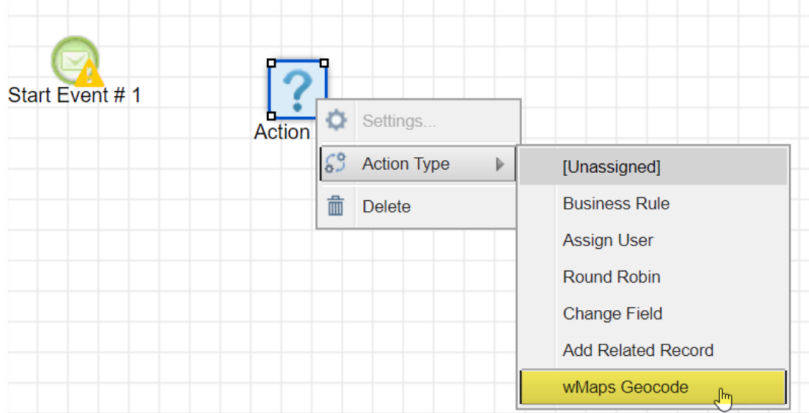 Start Event # 1
?
Action
Settings...
Action Type
Delete
[Unassigned]
Business Rule
Assign User
Round Robin
Change Field
Add Related Record
wMaps Geocode